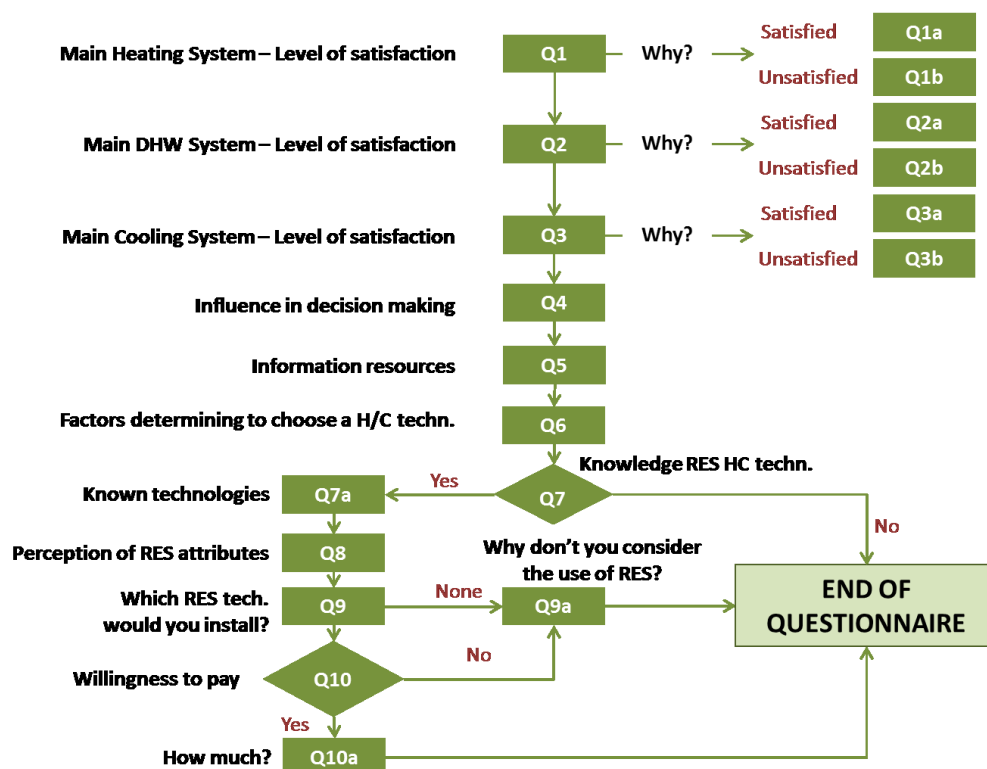 Main Heating System – Level of satisfaction
Q1
Why?
Satisfied
Q1a
Unsatisfied
Q1b
Main DHW System – Level of satisfaction
Q2
Why?
Satisfied
Q2a
Unsatisfied
Q2b
Main Cooling System – Level of satisfaction
Q3
Why?
Satisfied
Q3a
Unsatisfied
Q3b
Influence in decision making
Q4
Information resources
Q5
Factors determining to choose a H/C techn.
Q6
Knowledge RES HC techn.
Q7
Yes
No
Known technologies
Q7a
Perception of RES attributes
Q8
Why don't you consider
the use of RES?
Which RES tech.
would you install?
Q9
None
Q9a
END OF
QUESTIONNAIRE
Willingness to pay
Q10
No
Yes
How much?
Q10a